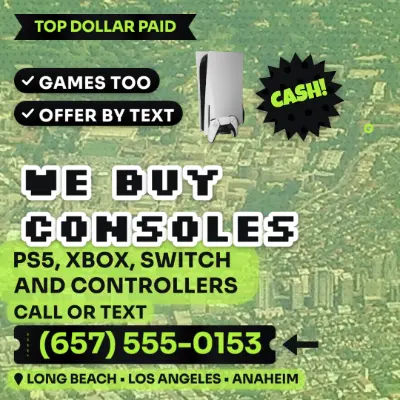 TOP DOLLAR PAID
GAMES TOO
OFFER BY TEXT
CASH!
WE BUY
CONSOLES
PS5, XBOX, SWITCH
AND CONTROLLERS
CALL OR TEXT
(657) 555-0153
LONG BEACH • LOS ANGELES • ANAHEIM